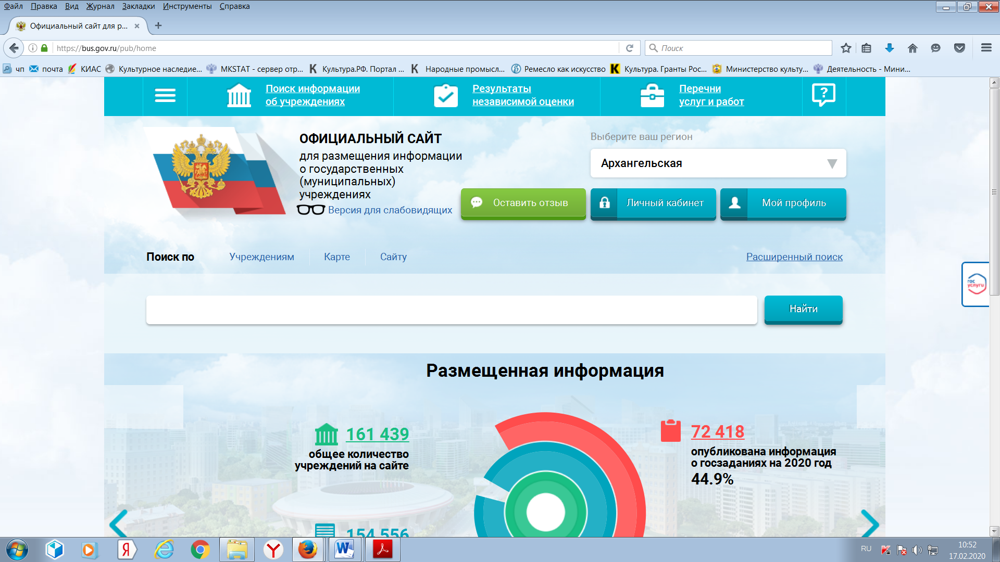 Файл Правка Вид Журнал Закладки Инструменты Справка
Официальный сайт для р...
https://bus.gov.ru/pub/home
Поиск
чп почта КИАС Культурное наследие... MKSTAT - сервер отр... Культура.РФ. Портал ... Народные промысл... Ремесло как искусство Культура. Гранты Рос... Министерство культу... Деятельность - Мини...
Поиск информации
об учреждениях
Результаты
независимой оценки
Перечни
услуг и работ
ОФИЦИАЛЬНЫЙ САЙТ
для размещения информации
о государственных
(муниципальных)
учреждениях
Версия для слабовидящих
Выберите ваш регион
Архангельская
Оставить отзыв
Личный кабинет
Мой профиль
Поиск по Учреждениям Карте Сайту Расширенный поиск
гос
услуги
Найти
Размещенная информация
161 439
общее количество
учреждений на сайте
72 418
опубликована информация
о госзаданиях на 2020 год
44.9%
154 556
RU
10:52
17.02.2020